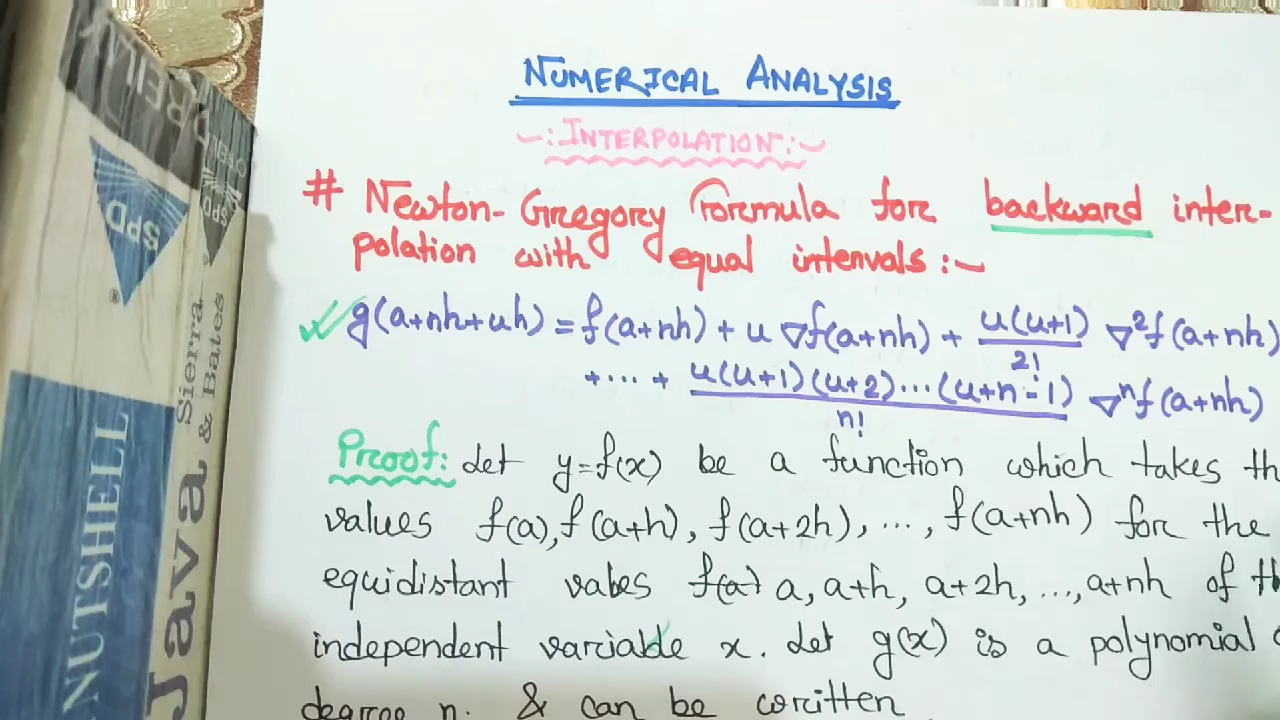 NUMERICAL ANALYSIS
~: INTERPOLATION :~
# Newton-Gregory Formula for backward inter-
polation with equal intervals :~
g(a+nh+uh) = f(a+nh) + u ∇f(a+nh) + u(u+1)/2! ∇²f(a+nh)
+ ... + u(u+1)(u+2)...(u+n-1)/n! ∇ⁿf(a+nh)
Proof: Let y=f(x) be a function which takes th
values f(a), f(a+h), f(a+2h), ..., f(a+nh) for the
equidistant values f(a) a, a+h, a+2h, ..., a+nh of th
independent variable x. Let g(x) is a polynomial
degree n. & can be written
SPD
®
NUTSHELL
SPD
Java
Sierra
& Bates